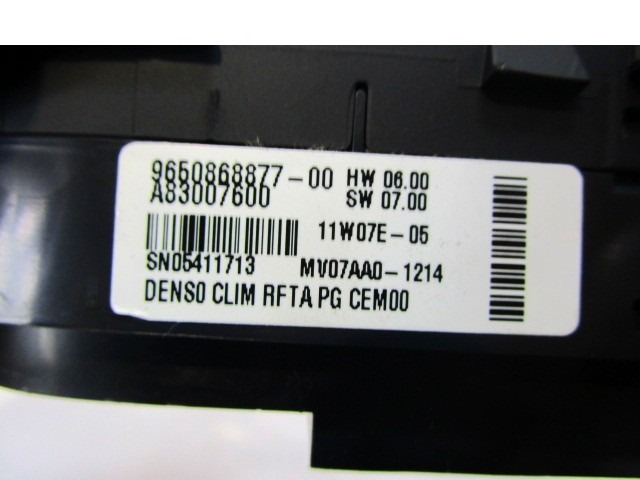 9650868877-00 HW 06.00
A83007600 SW 07.00
11W07E-05
SN05411713 MV07AA0-1214
DENSO CLIM RFTA PG CEM00